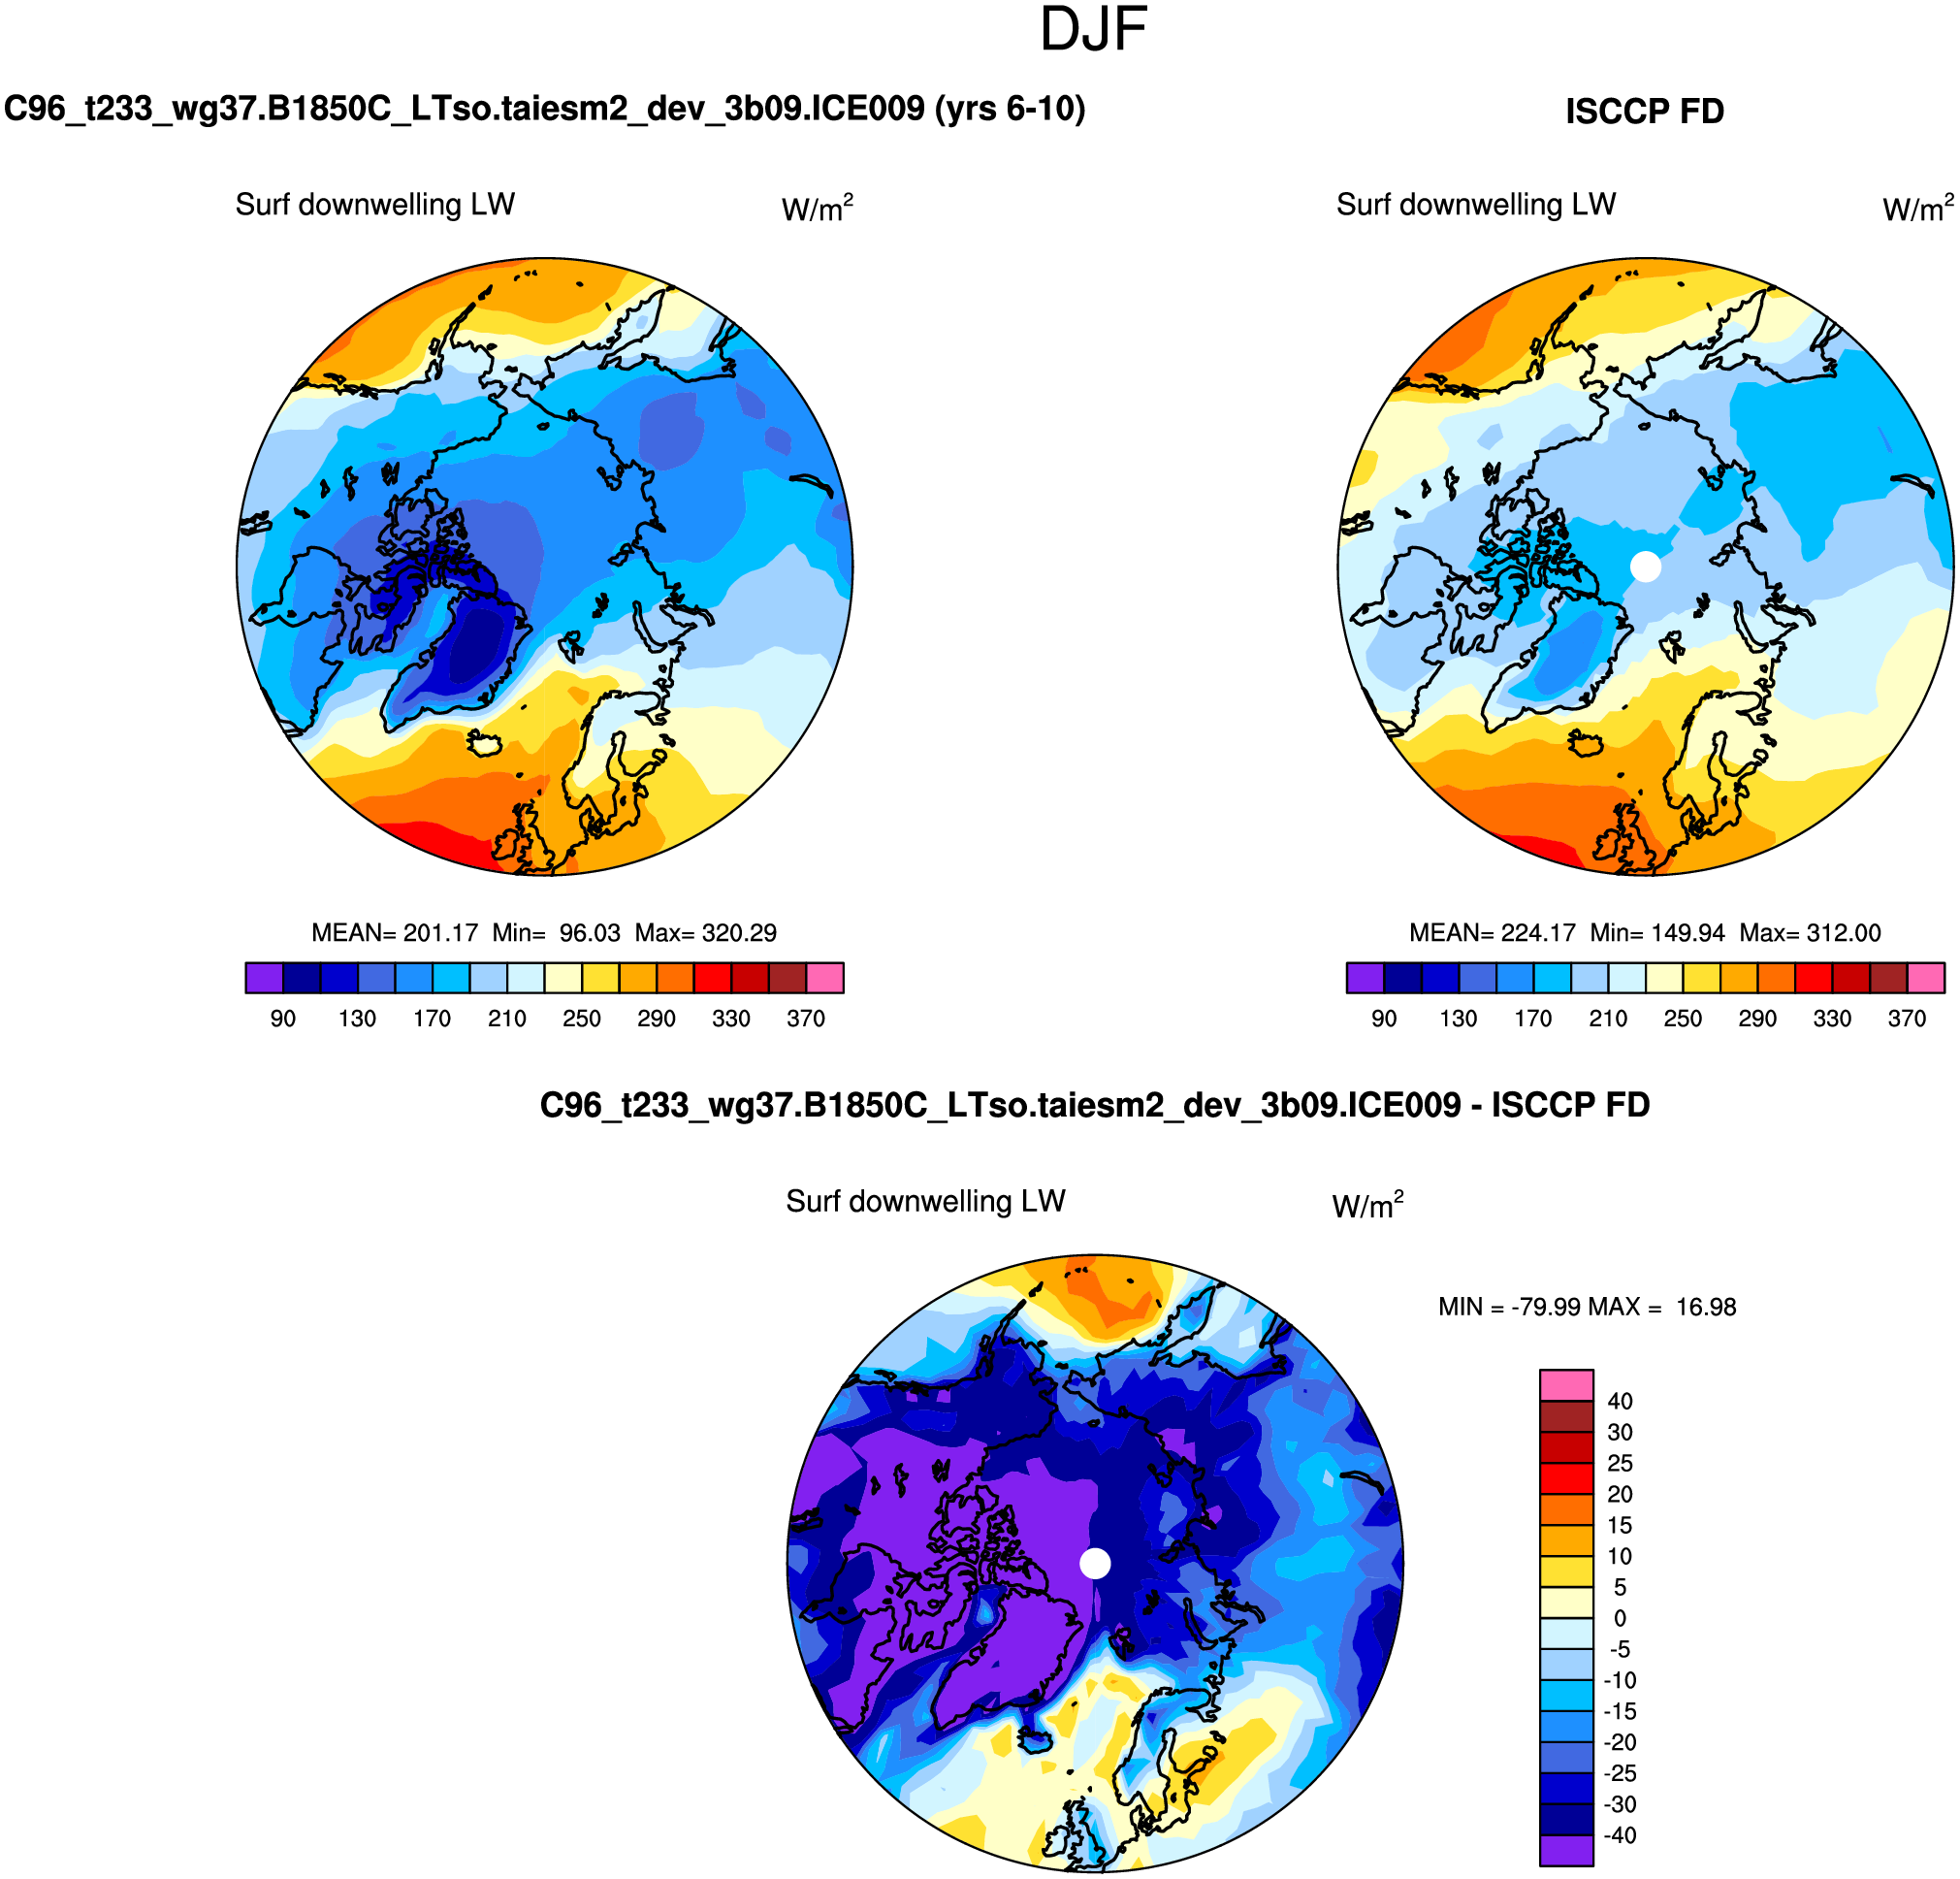 DJF
C96_t233_wg37.B1850C_LTso.taiesm2_dev_3b09.ICE009 (yrs 6-10)
ISCCP FD
Surf downwelling LW W/m²
Surf downwelling LW W/m²
MEAN= 201.17 Min= 96.03 Max= 320.29
MEAN= 224.17 Min= 149.94 Max= 312.00
90 130 170 210 250 290 330 370
90 130 170 210 250 290 330 370
C96_t233_wg37.B1850C_LTso.taiesm2_dev_3b09.ICE009 - ISCCP FD
Surf downwelling LW W/m²
MIN = -79.99 MAX = 16.98
40
30
25
20
15
10
5
0
-5
-10
-15
-20
-25
-30
-40